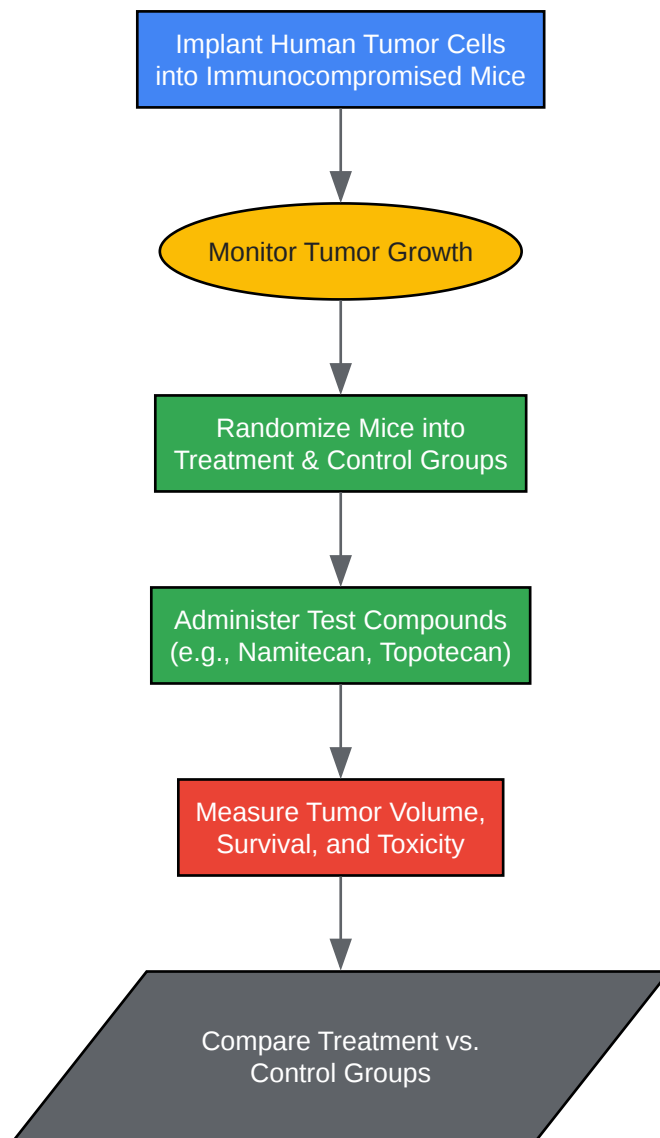 Implant Human Tumor Cells
into Immunocompromised Mice
Monitor Tumor Growth
Randomize Mice into
Treatment & Control Groups
Administer Test Compounds
(e.g., Namitecan, Topotecan)
Measure Tumor Volume,
Survival, and Toxicity
Compare Treatment vs.
Control Groups